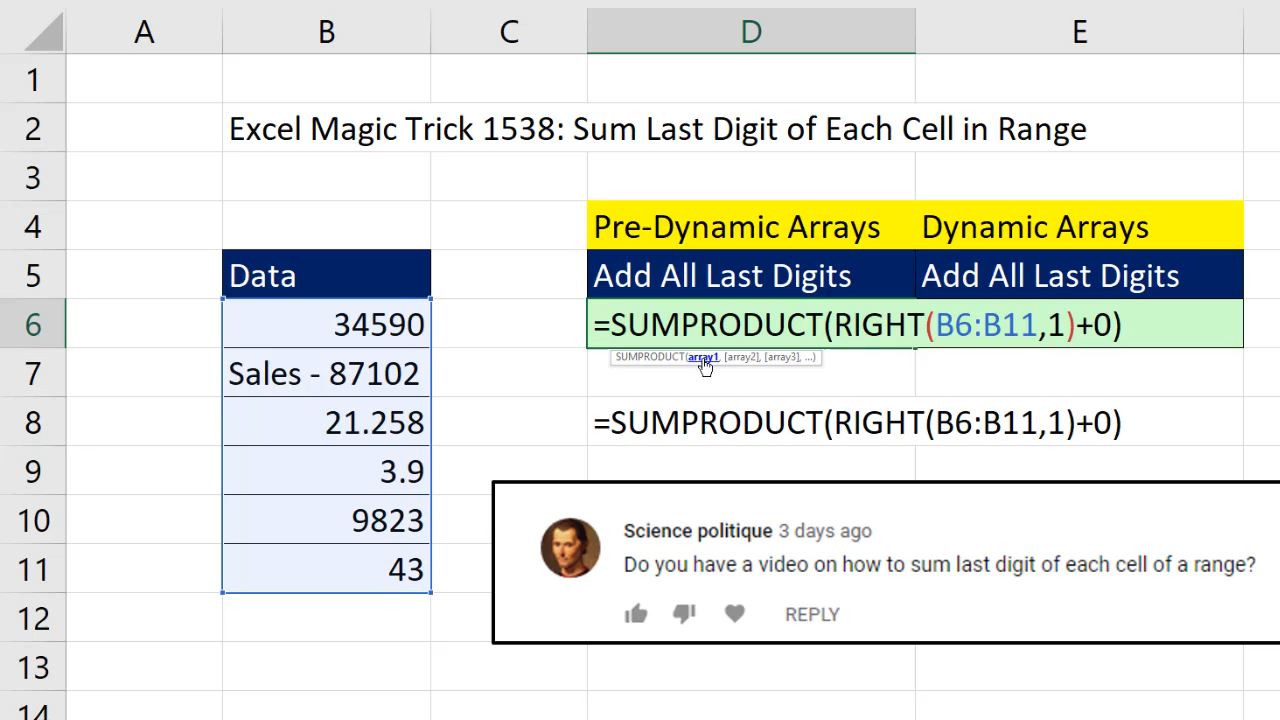 A B C D E
1
2 Excel Magic Trick 1538: Sum Last Digit of Each Cell in Range
3
4 Pre-Dynamic Arrays Dynamic Arrays
5 Data Add All Last Digits Add All Last Digits
6 34590 =SUMPRODUCT(RIGHT(B6:B11,1)+0)
SUMPRODUCT(array1, [array2], [array3], ...)
7 Sales - 87102
8 21.258 =SUMPRODUCT(RIGHT(B6:B11,1)+0)
9 3.9
10 9823 Science politique 3 days ago
Do you have a video on how to sum last digit of each cell of a range?
11 43
12 REPLY
13
14